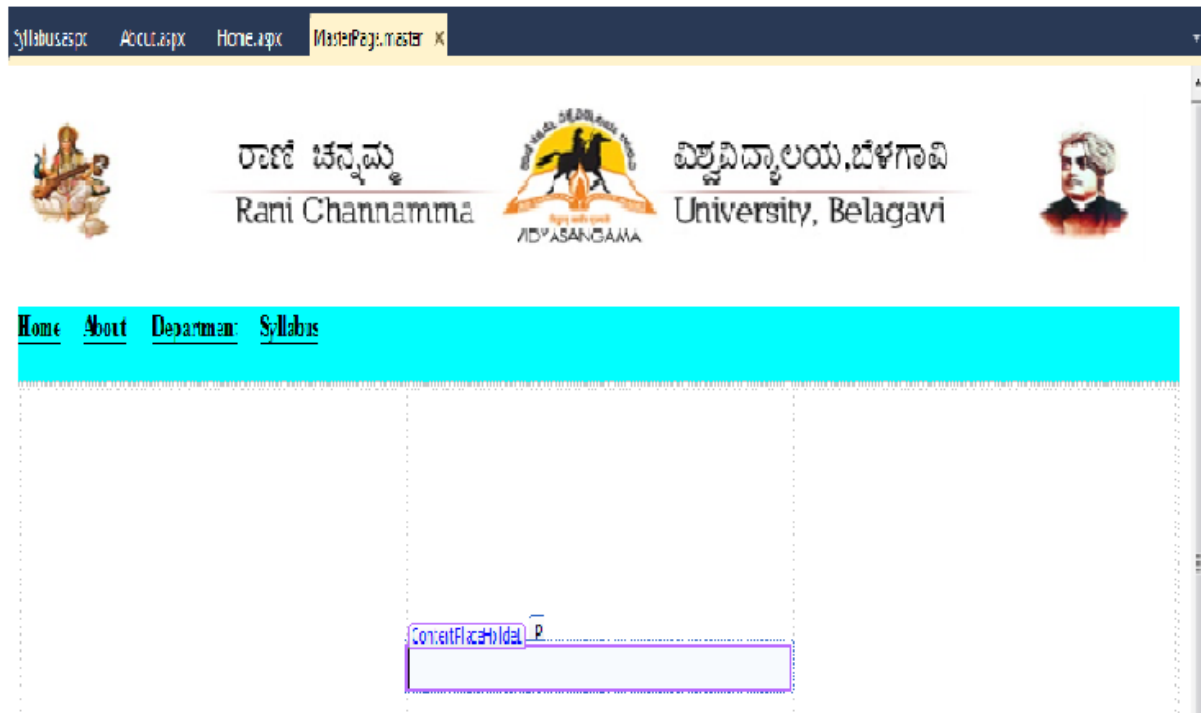 Syllabus.aspx About.aspx Home.aspx MasterPage.master ×
ರಾಣಿ ಚನ್ನಮ್ಮ ವಿಶ್ವವಿದ್ಯಾಲಯ,ಬೆಳಗಾವಿ
Rani Channamma University, Belagavi
VIDYASANGAMA
Home About Department Syllabus
ContentPlaceHolder1